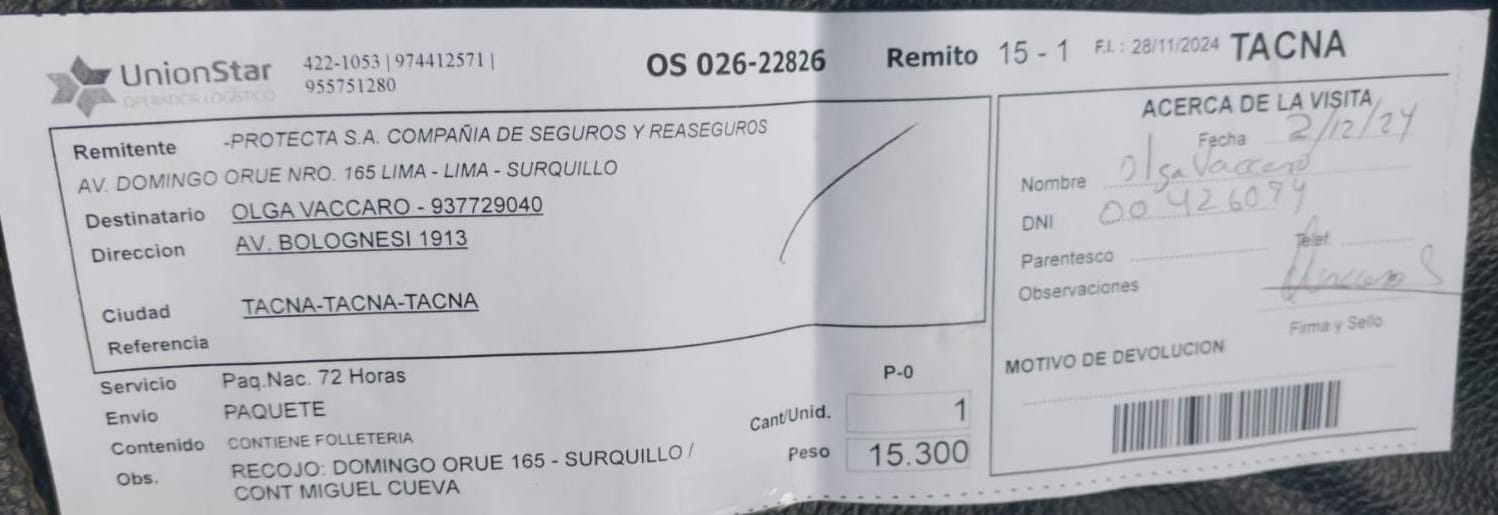 UnionStar
OPERADOR LOGÍSTICO
422-1053 | 974412571 |
955751280
OS 026-22826
Remito 15 - 1 F.I. : 28/11/2024 TACNA
Remitente -PROTECTA S.A. COMPAÑIA DE SEGUROS Y REASEGUROS
AV. DOMINGO ORUE NRO. 165 LIMA - LIMA - SURQUILLO
Destinatario OLGA VACCARO - 937729040
Direccion AV. BOLOGNESI 1913
Ciudad TACNA-TACNA-TACNA
Referencia
Servicio Paq.Nac. 72 Horas
Envio PAQUETE
Contenido CONTIENE FOLLETERIA
Obs. RECOJO: DOMINGO ORUE 165 - SURQUILLO /
CONT MIGUEL CUEVA
P-0
Cant/Unid. 1
Peso 15.300
ACERCA DE LA VISITA
Fecha 2/12/24
Nombre Olga Vaccaro
DNI 00426094
Telef
Parentesco
Observaciones
Firma y Sello
MOTIVO DE DEVOLUCION